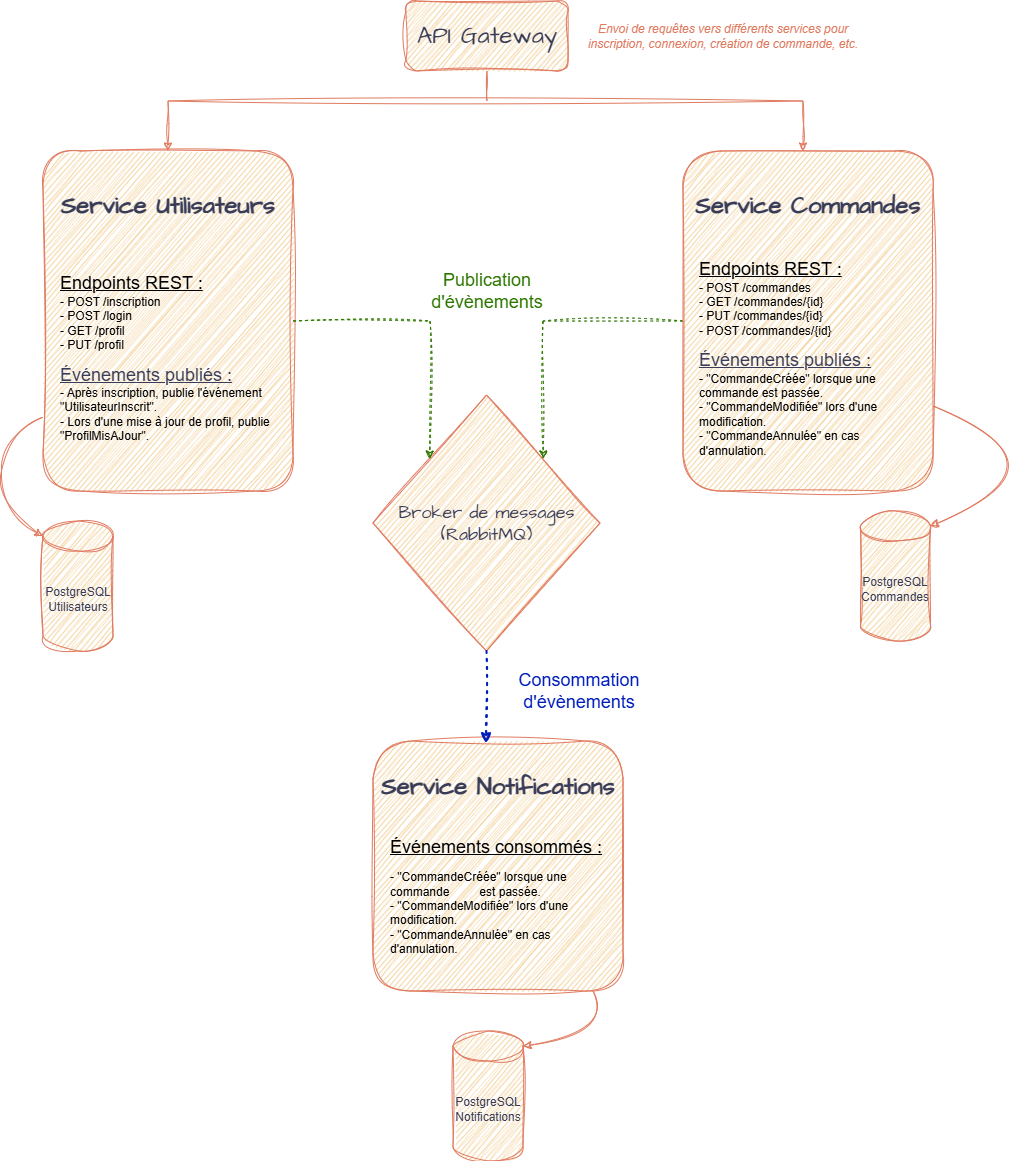 API Gateway
Envoi de requêtes vers différents services pour
inscription, connexion, création de commande, etc.
Service Utilisateurs
Endpoints REST :
- POST /inscription
- POST /login
- GET /profil
- PUT /profil
Événements publiés :
- Après inscription, publie l'événement
"UtilisateurInscrit".
- Lors d'une mise à jour de profil, publie
"ProfilMisAJour".
Publication
d'évènements
Service Commandes
Endpoints REST :
- POST /commandes
- GET /commandes/{id}
- PUT /commandes/{id}
- POST /commandes/{id}
Événements publiés :
- "CommandeCréée" lorsque une
commande est passée.
- "CommandeModifiée" lors d'une
modification.
- "CommandeAnnulée" en cas
d'annulation.
Broker de messages
(RabbitMQ)
PostgreSQL
Utilisateurs
PostgreSQL
Commandes
Consommation
d'évènements
Service Notifications
Événements consommés :
- "CommandeCréée" lorsque une
commande est passée.
- "CommandeModifiée" lors d'une
modification.
- "CommandeAnnulée" en cas
d'annulation.
PostgreSQL
Notifications